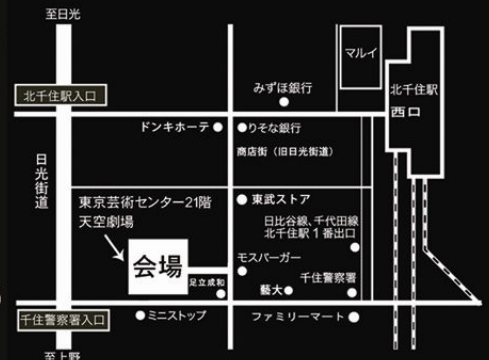 至日光
マルイ
北千住駅
西口
みずほ銀行
北千住駅入口
ドンキホーテ
りそな銀行
商店街（旧日光街道）
日光街道
東京芸術センター21階
天空劇場
東武ストア
日比谷線、千代田線
北千住駅1番出口
会場
モスバーガー
足立成和
千住警察署
藝大
千住警察署入口
ミニストップ
ファミリーマート
至上野